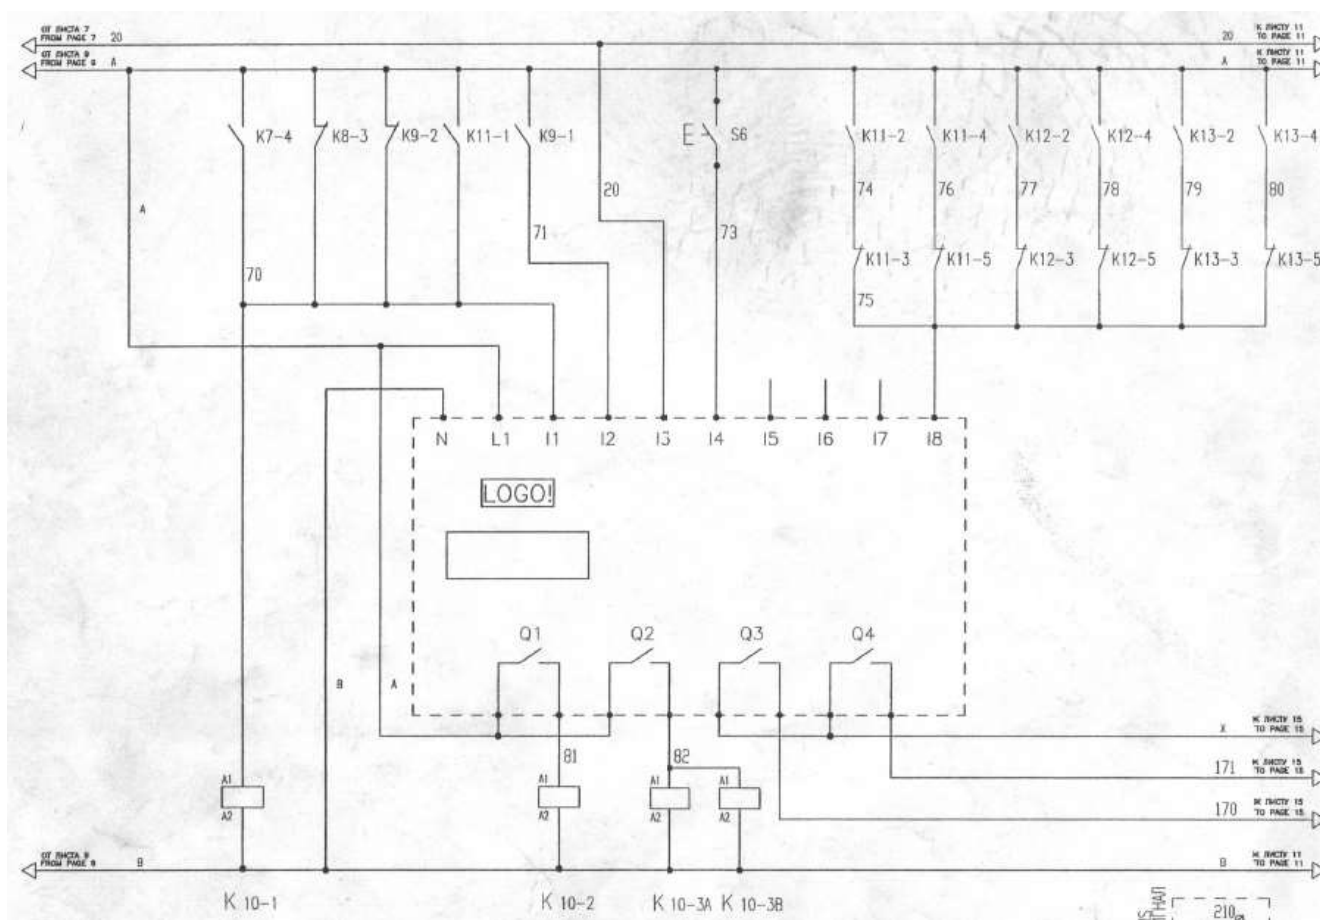 ОТ ЛИСТА 7
FROM PAGE 7
20
20
К ЛИСТУ 11
TO PAGE 11
ОТ ЛИСТА 9
FROM PAGE 9
A
A
К ЛИСТУ 11
TO PAGE 11
K7-4
K8-3
K9-2
K11-1
K9-1
E
S6
K11-2
K11-4
K12-2
K12-4
K13-2
K13-4
A
20
74
76
77
78
79
80
71
73
70
K11-3
K11-5
K12-3
K12-5
K13-3
K13-5
75
N
L1
I1
I2
I3
I4
I5
I6
I7
I8
LOGO!
Q1
Q2
Q3
Q4
B
A
X
К ЛИСТУ 15
TO PAGE 15
81
82
171
К ЛИСТУ 15
TO PAGE 15
A1
A2
A1
A2
A1
A2
A1
A2
170
К ЛИСТУ 15
TO PAGE 15
ОТ ЛИСТА 9
FROM PAGE 9
B
B
К ЛИСТУ 11
TO PAGE 11
K 10-1
K 10-2
K 10-3A
K 10-3B
210